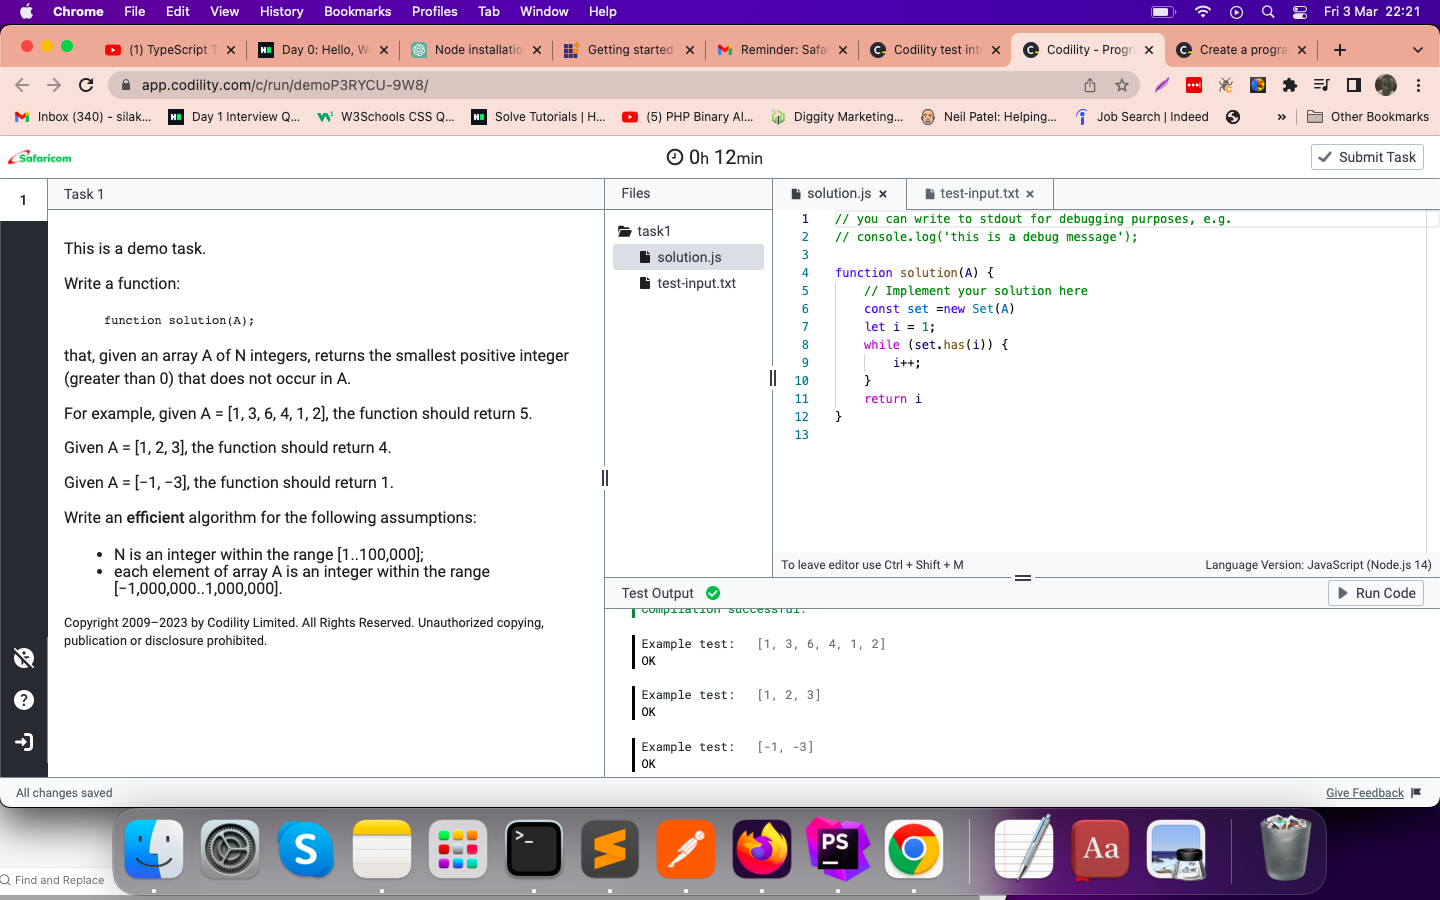 Chrome File Edit View History Bookmarks Profiles Tab Window Help Fri 3 Mar 22:21
(1) TypeScript T Day 0: Hello, W Node installatio Getting started Reminder: Safa Codility test int Codility - Progr Create a progra
app.codility.com/c/run/demoP3RYCU-9W8/
Inbox (340) - silak... Day 1 Interview Q... W3Schools CSS Q... Solve Tutorials | H... (5) PHP Binary Al... Diggity Marketing... Neil Patel: Helping... Job Search | Indeed » Other Bookmarks
Safaricom
0h 12min
Submit Task
1
Task 1
Files
solution.js
test-input.txt
This is a demo task.
Write a function:
function solution(A);
that, given an array A of N integers, returns the smallest positive integer
(greater than 0) that does not occur in A.
For example, given A = [1, 3, 6, 4, 1, 2], the function should return 5.
Given A = [1, 2, 3], the function should return 4.
Given A = [−1, −3], the function should return 1.
Write an efficient algorithm for the following assumptions:
N is an integer within the range [1..100,000];
each element of array A is an integer within the range
[−1,000,000..1,000,000].
Copyright 2009–2023 by Codility Limited. All Rights Reserved. Unauthorized copying,
publication or disclosure prohibited.
task1
solution.js
test-input.txt
1 // you can write to stdout for debugging purposes, e.g.
2 // console.log('this is a debug message');
3
4 function solution(A) {
5 // Implement your solution here
6 const set =new Set(A)
7 let i = 1;
8 while (set.has(i)) {
9 i++;
10 }
11 return i
12 }
13
To leave editor use Ctrl + Shift + M
Language Version: JavaScript (Node.js 14)
Test Output
Run Code
Compilation successful.
Example test: [1, 3, 6, 4, 1, 2]
OK
Example test: [1, 2, 3]
OK
Example test: [-1, -3]
OK
All changes saved
Give Feedback
Find and Replace
S
>_
PS
Aa